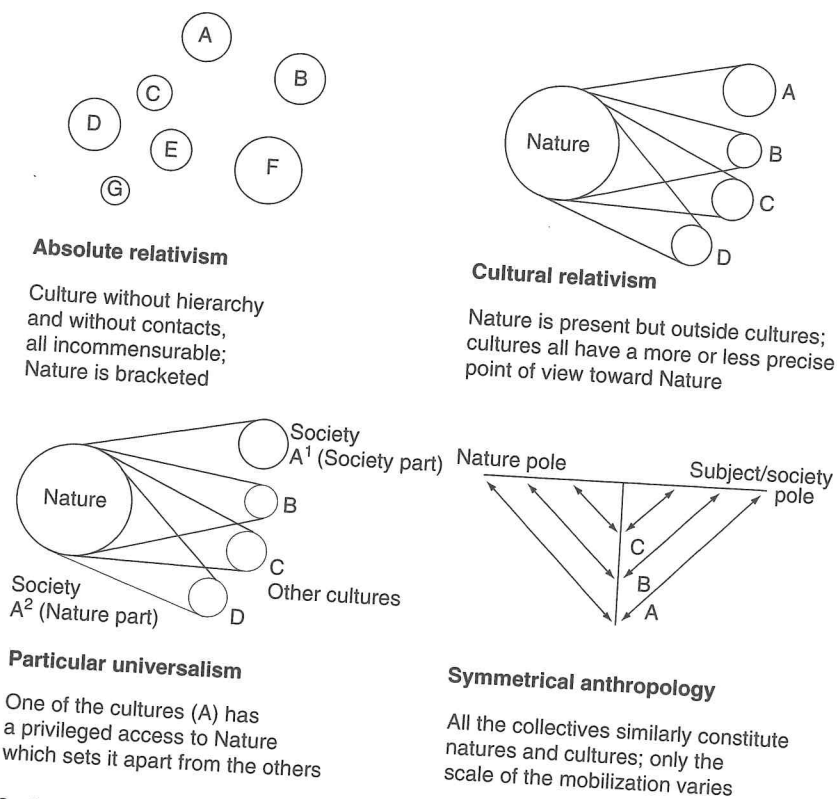 A
B
C
D
E
F
G
Absolute relativism
Culture without hierarchy
and without contacts,
all incommensurable;
Nature is bracketed
Nature
A
B
C
D
Cultural relativism
Nature is present but outside cultures;
cultures all have a more or less precise
point of view toward Nature
Society
A¹ (Society part)
Nature
B
C
Other cultures
D
Society
A² (Nature part)
Particular universalism
One of the cultures (A) has
a privileged access to Nature
which sets it apart from the others
Nature pole
Subject/society
pole
C
B
A
Symmetrical anthropology
All the collectives similarly constitute
natures and cultures; only the
scale of the mobilization varies